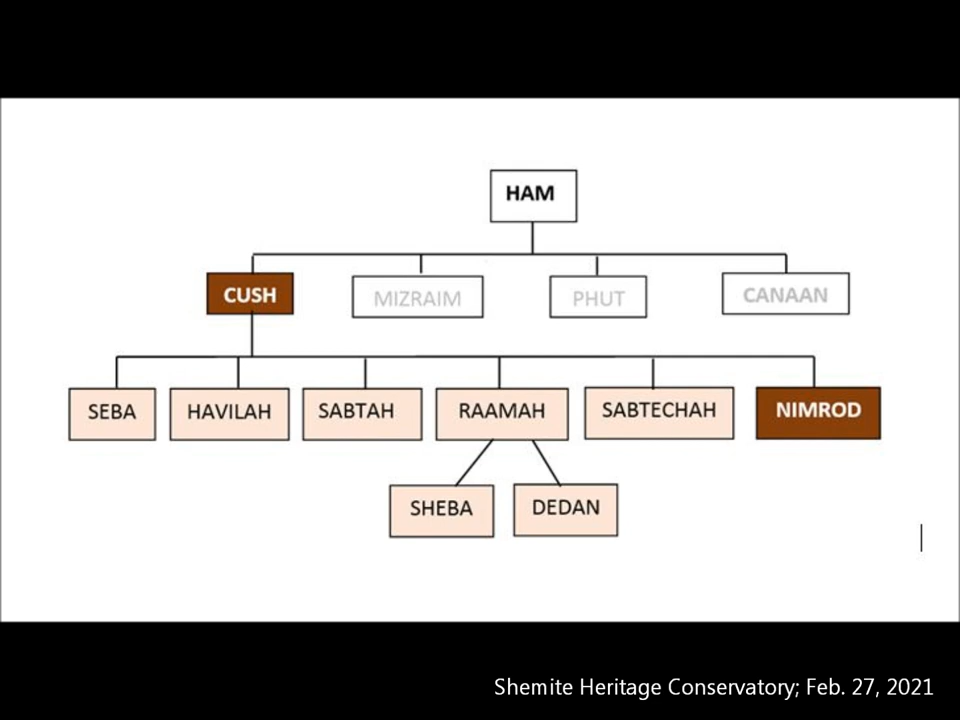 HAM
CUSH
MIZRAIM
PHUT
CANAAN
SEBA
HAVILAH
SABTAH
RAAMAH
SABTECHAH
NIMROD
SHEBA
DEDAN
Shemite Heritage Conservatory; Feb. 27, 2021